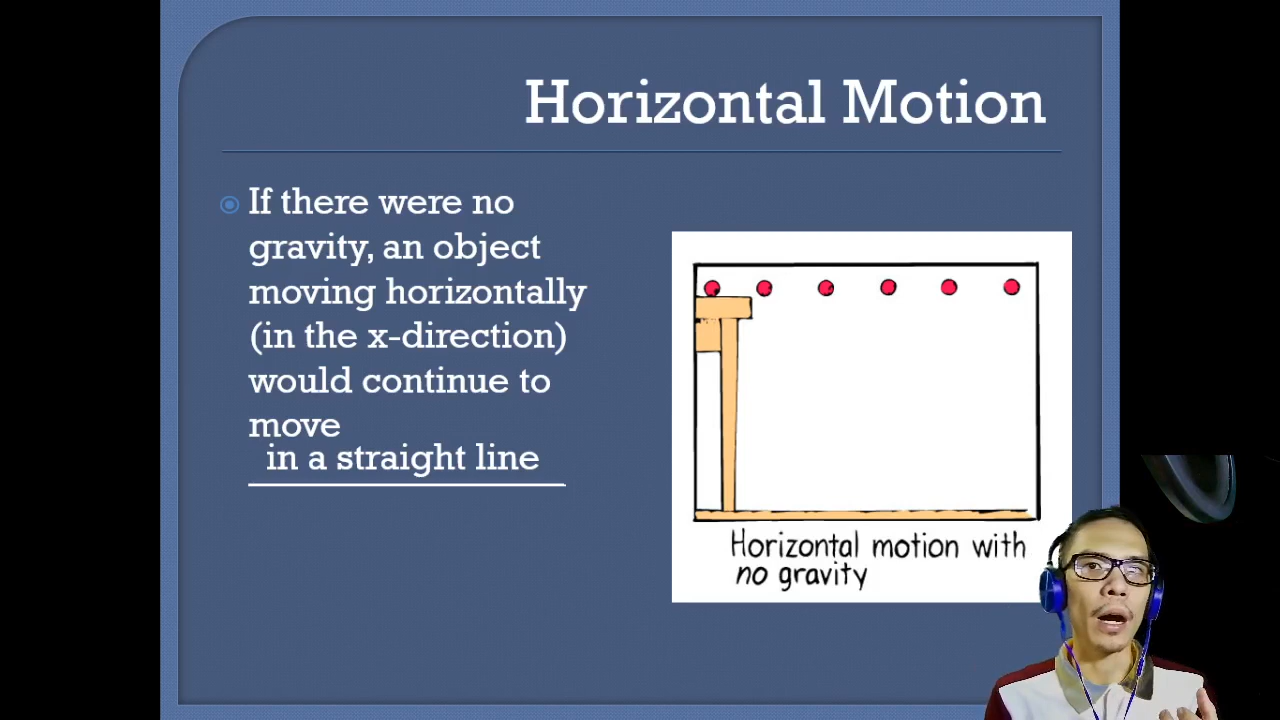 Horizontal Motion
If there were no
gravity, an object
moving horizontally
(in the x-direction)
would continue to
move
in a straight line
Horizontal motion with
no gravity